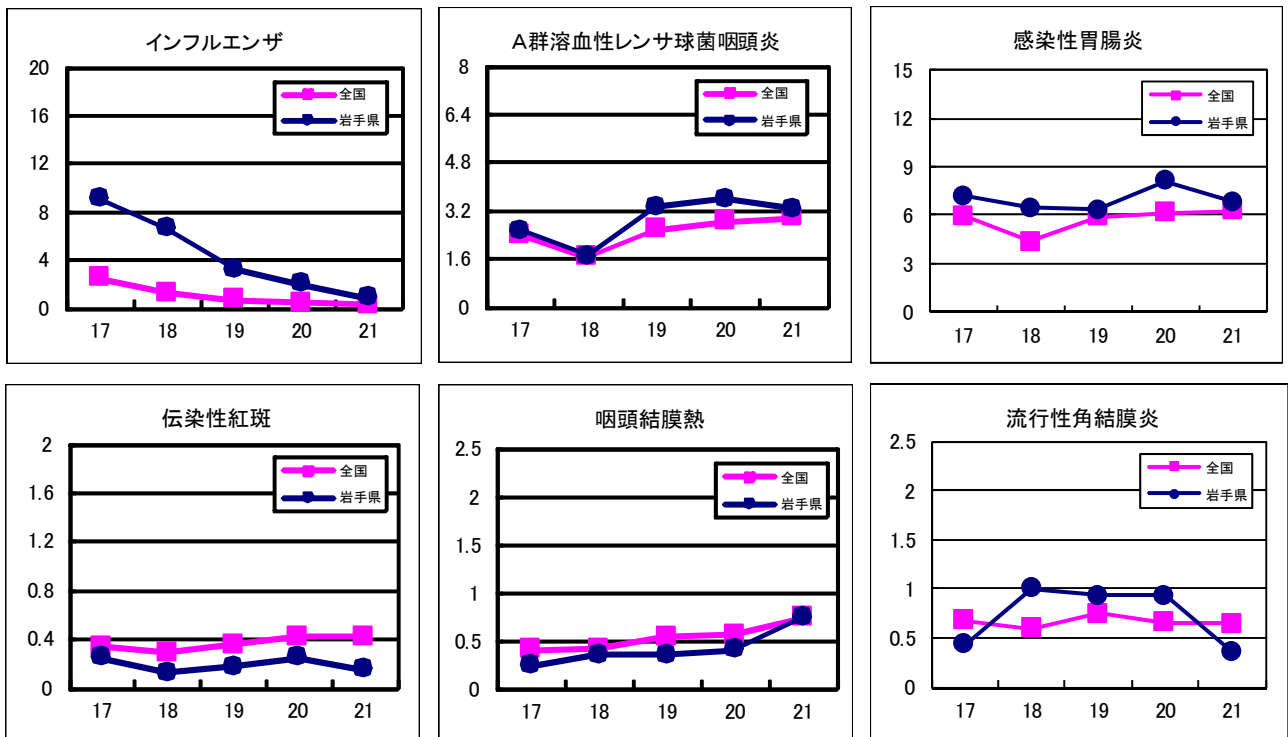 インフルエンザ
20
16
12
8
4
0
17 18 19 20 21
全国
岩手県
A群溶血性レンサ球菌咽頭炎
8
6.4
4.8
3.2
1.6
0
17 18 19 20 21
全国
岩手県
感染性胃腸炎
15
12
9
6
3
0
17 18 19 20 21
全国
岩手県
伝染性紅斑
2
1.6
1.2
0.8
0.4
0
17 18 19 20 21
全国
岩手県
咽頭結膜熱
2.5
2
1.5
1
0.5
0
17 18 19 20 21
全国
岩手県
流行性角結膜炎
2.5
2
1.5
1
0.5
0
17 18 19 20 21
全国
岩手県